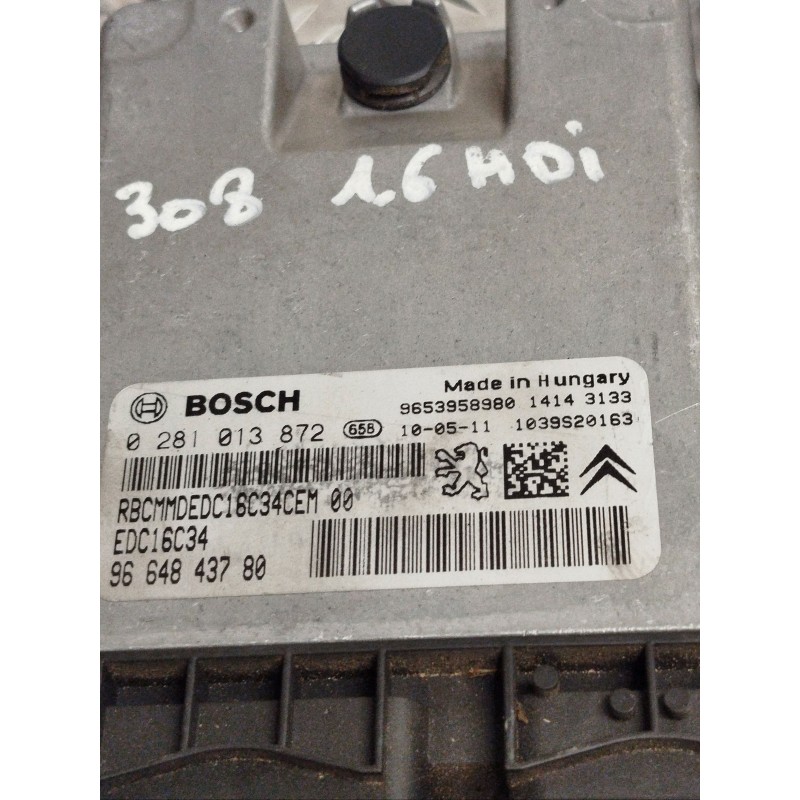 308 1.6 HDi
BOSCH
Made in Hungary
9653958980 1414 3133
0 281 013 872 658 10-05-11 1039S20163
RBCMMDEDC16C34CEM 00
EDC16C34
96 648 437 80